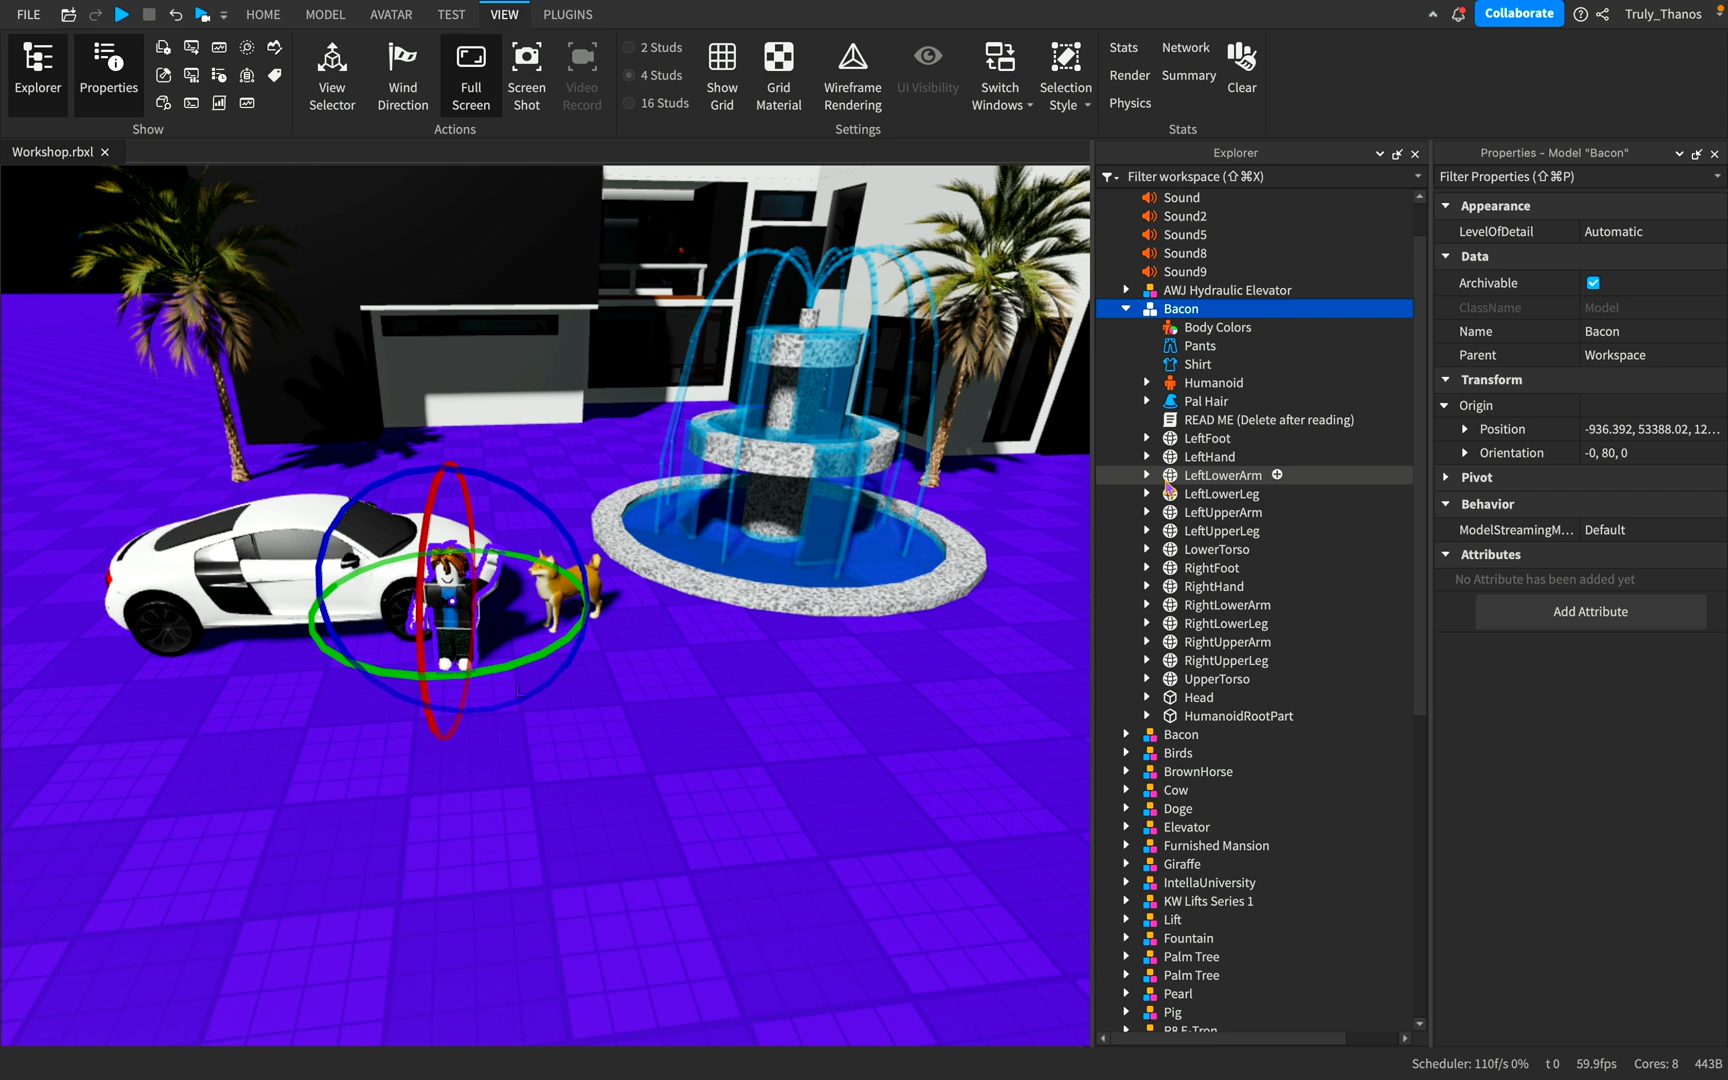 FILE HOME MODEL AVATAR TEST VIEW PLUGINS Collaborate Truly_Thanos
Explorer
Properties
Show
View Selector
Wind Direction
Full Screen
Screen Shot
Video Record
Actions
2 Studs
4 Studs
16 Studs
Show Grid
Grid Material
Wireframe Rendering
UI Visibility
Switch Windows
Selection Style
Settings
Stats
Render
Physics
Network
Summary
Clear
Stats
Workshop.rbxl
Explorer
Filter workspace (⇧⌘X)
Sound
Sound2
Sound5
Sound8
Sound9
AWJ Hydraulic Elevator
Bacon
Body Colors
Pants
Shirt
Humanoid
Pal Hair
READ ME (Delete after reading)
LeftFoot
LeftHand
LeftLowerArm
LeftLowerLeg
LeftUpperArm
LeftUpperLeg
LowerTorso
RightFoot
RightHand
RightLowerArm
RightLowerLeg
RightUpperArm
RightUpperLeg
UpperTorso
Head
HumanoidRootPart
Bacon
Birds
BrownHorse
Cow
Doge
Elevator
Furnished Mansion
Giraffe
IntellaUniversity
KW Lifts Series 1
Lift
Fountain
Palm Tree
Palm Tree
Pearl
Pig
R8 E-Tron
Properties - Model "Bacon"
Filter Properties (⇧⌘P)
Appearance
LevelOfDetail Automatic
Data
Archivable
ClassName Model
Name Bacon
Parent Workspace
Transform
Origin
Position -936.392, 53388.02, 12...
Orientation -0, 80, 0
Pivot
Behavior
ModelStreamingM... Default
Attributes
No Attribute has been added yet
Add Attribute
Scheduler: 110f/s 0% t 0 59.9fps Cores: 8 443B